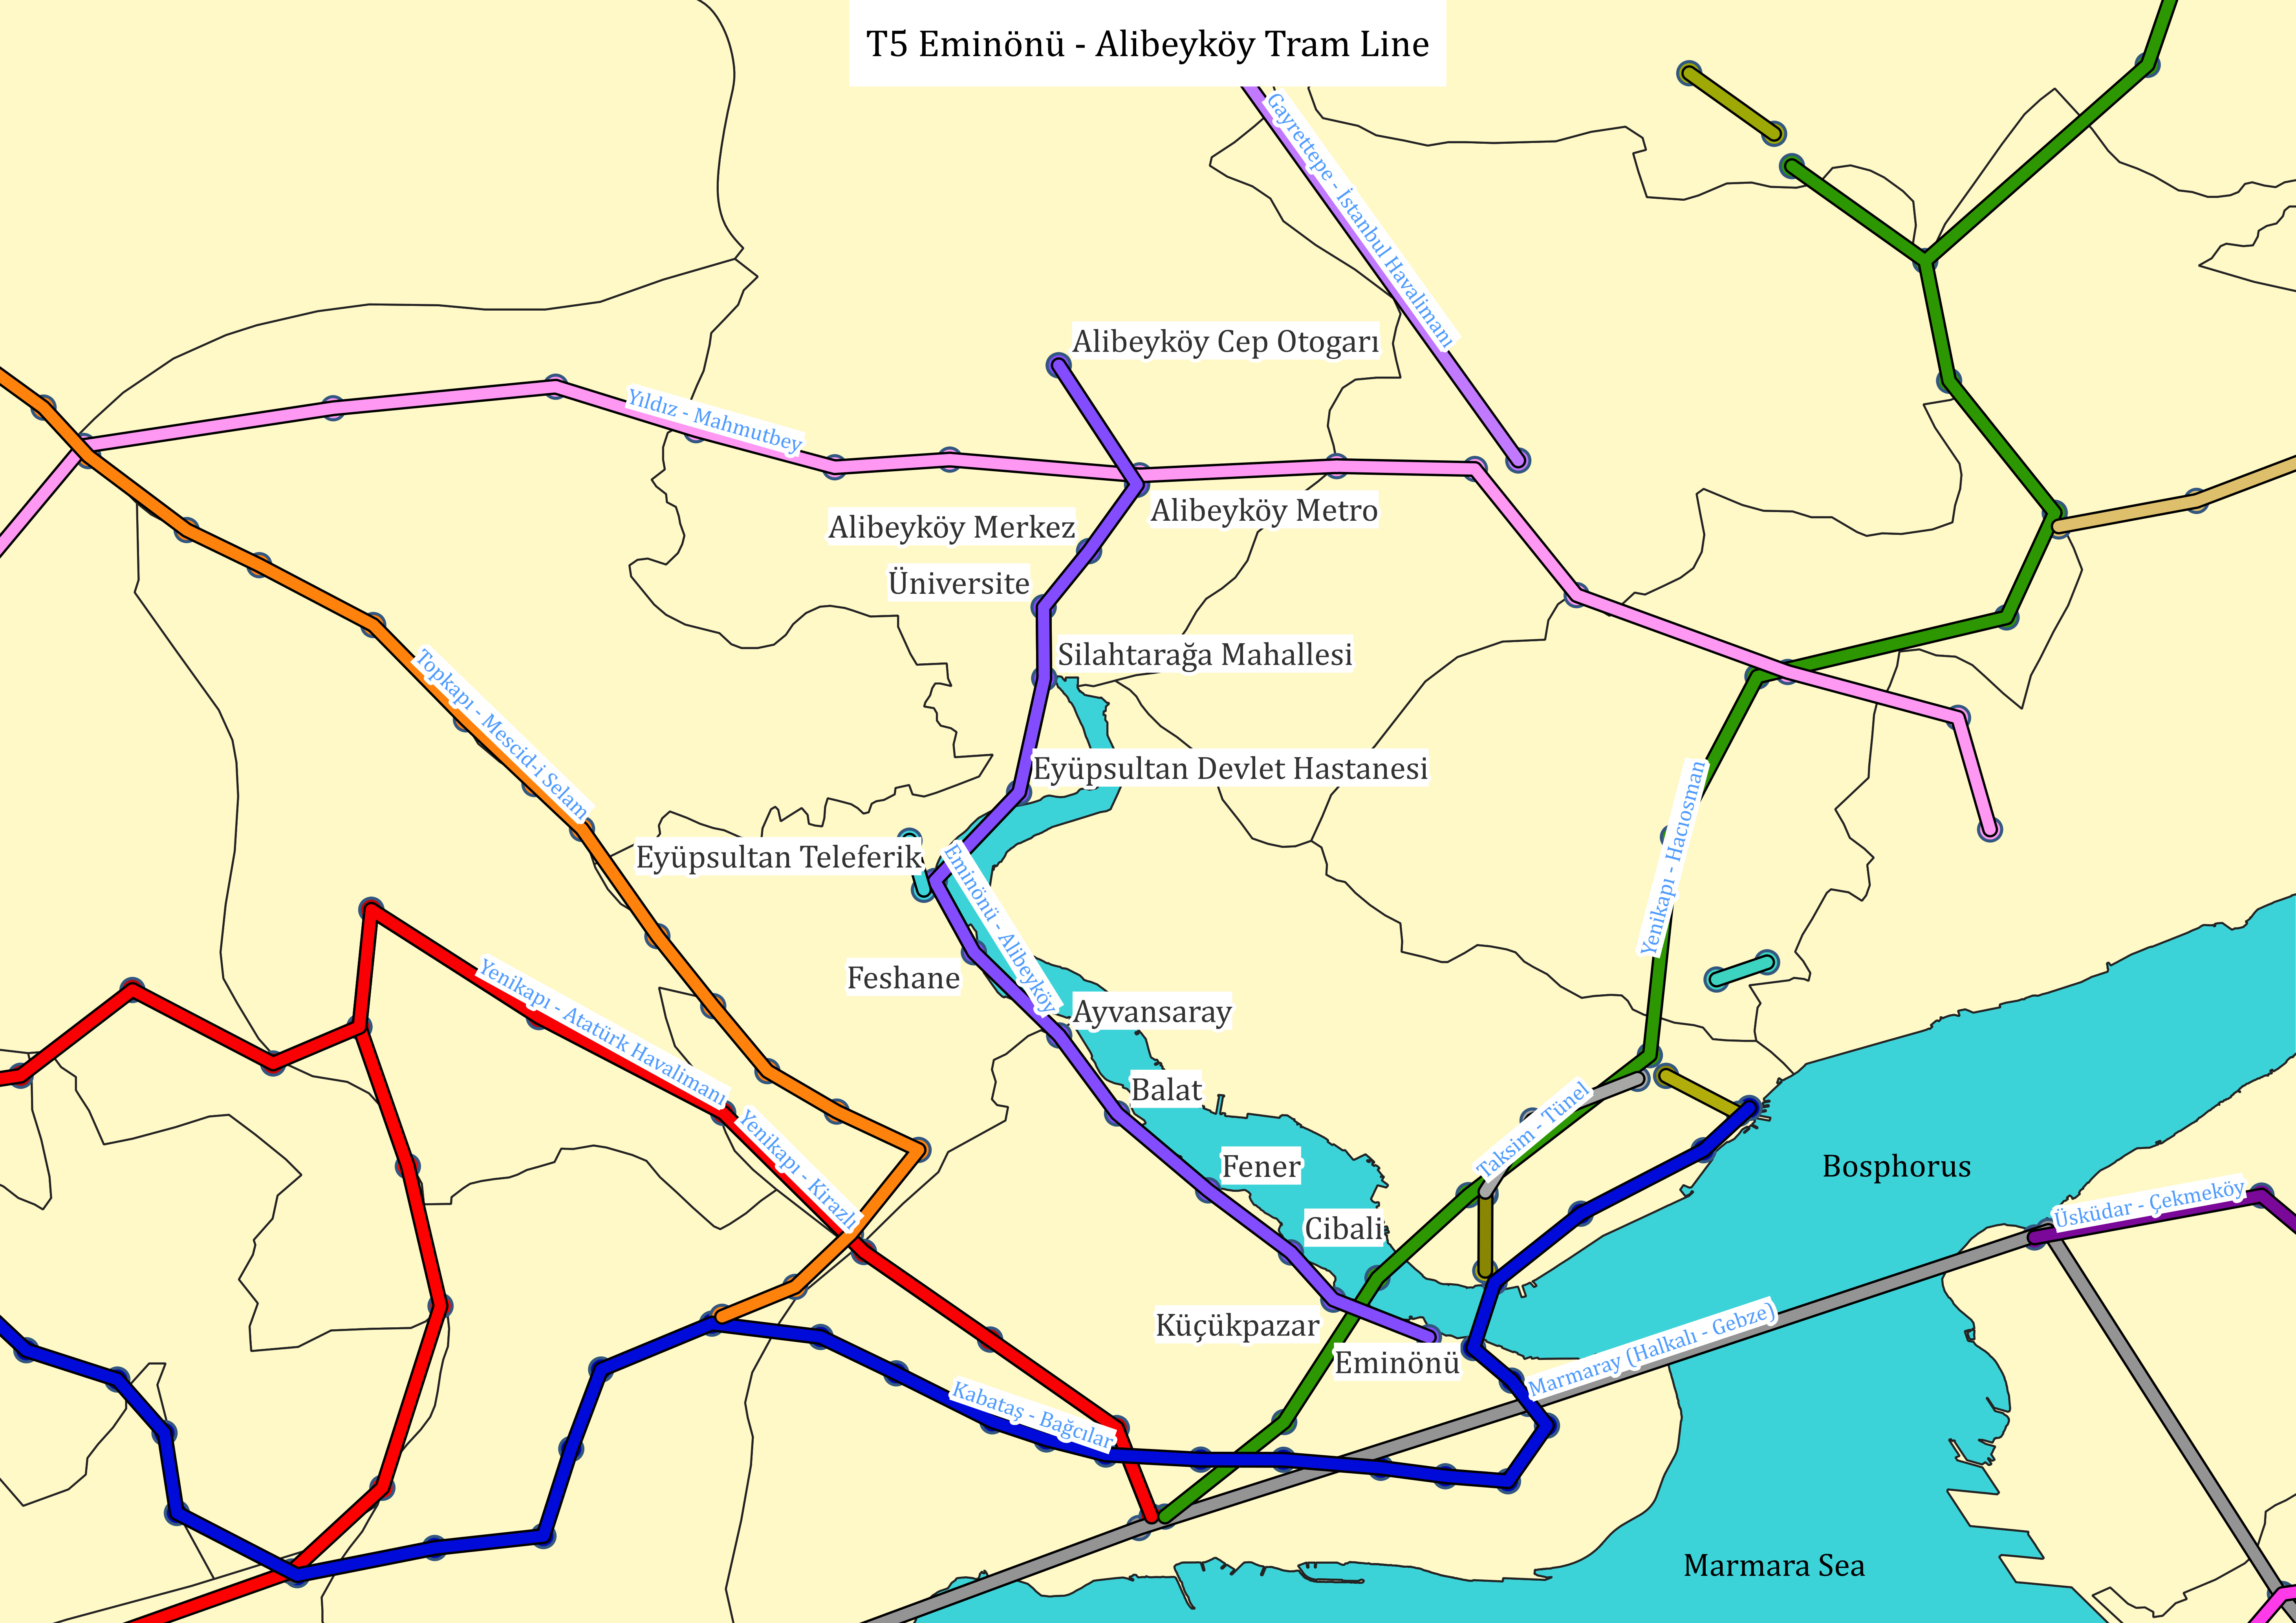 T5 Eminönü - Alibeyköy Tram Line
Gayrettepe - İstanbul Havalimanı
Alibeyköy Cep Otogarı
Yıldız - Mahmutbey
Alibeyköy Metro
Alibeyköy Merkez
Üniversite
Silahtarağa Mahallesi
Topkapı - Mescid-i Selam
Eyüpsultan Devlet Hastanesi
Yenikapı - Hacıosman
Eyüpsultan Teleferik
Eminönü - Alibeyköy
Feshane
Yenikapı - Atatürk Havalimanı
Ayvansaray
Balat
Taksim - Tünel
Yenikapı - Kirazlı
Fener
Bosphorus
Üsküdar - Çekmeköy
Cibali
Küçükpazar
Eminönü
Marmaray (Halkalı - Gebze)
Kabataş - Bağcılar
Marmara Sea